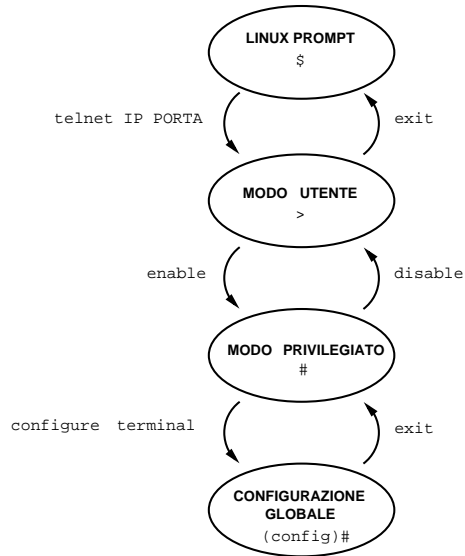 LINUX PROMPT
$
telnet IP PORTA
exit
MODO UTENTE
>
enable
disable
MODO PRIVILEGIATO
#
configure terminal
exit
CONFIGURAZIONE
GLOBALE
(config)#